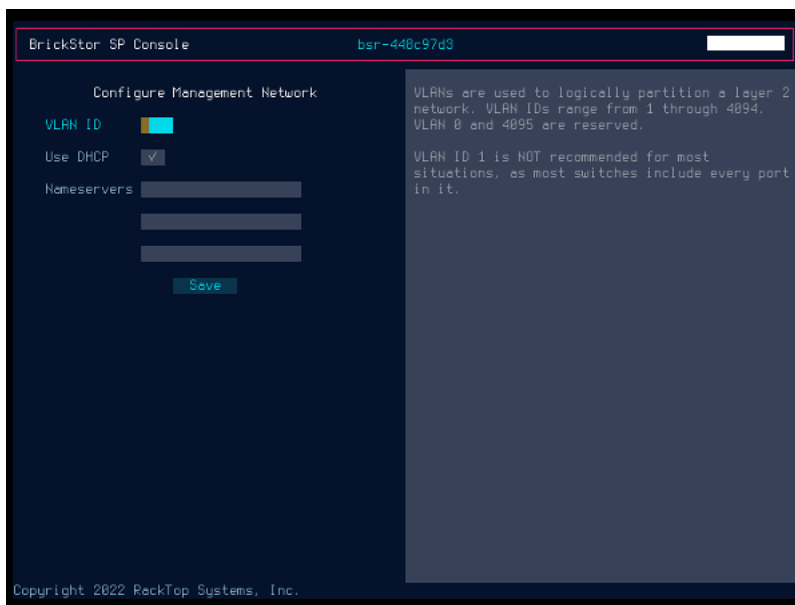 BrickStor SP Console
bsr-448c97d3
Configure Management Network
VLAN ID
Use DHCP ✓
Nameservers
Save
VLANs are used to logically partition a layer 2
network. VLAN IDs range from 1 through 4094.
VLAN 0 and 4095 are reserved.
VLAN ID 1 is NOT recommended for most
situations, as most switches include every port
in it.
Copyright 2022 RackTop Systems, Inc.